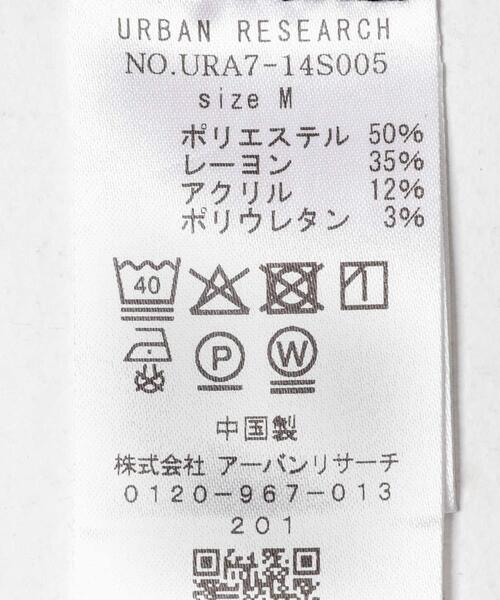 URBAN RESEARCH
NO.URA7-14S005
size M
ポリエステル 50%
レーヨン 35%
アクリル 12%
ポリウレタン 3%
40
P W
中国製
株式会社 アーバンリサーチ
0120-967-013
201